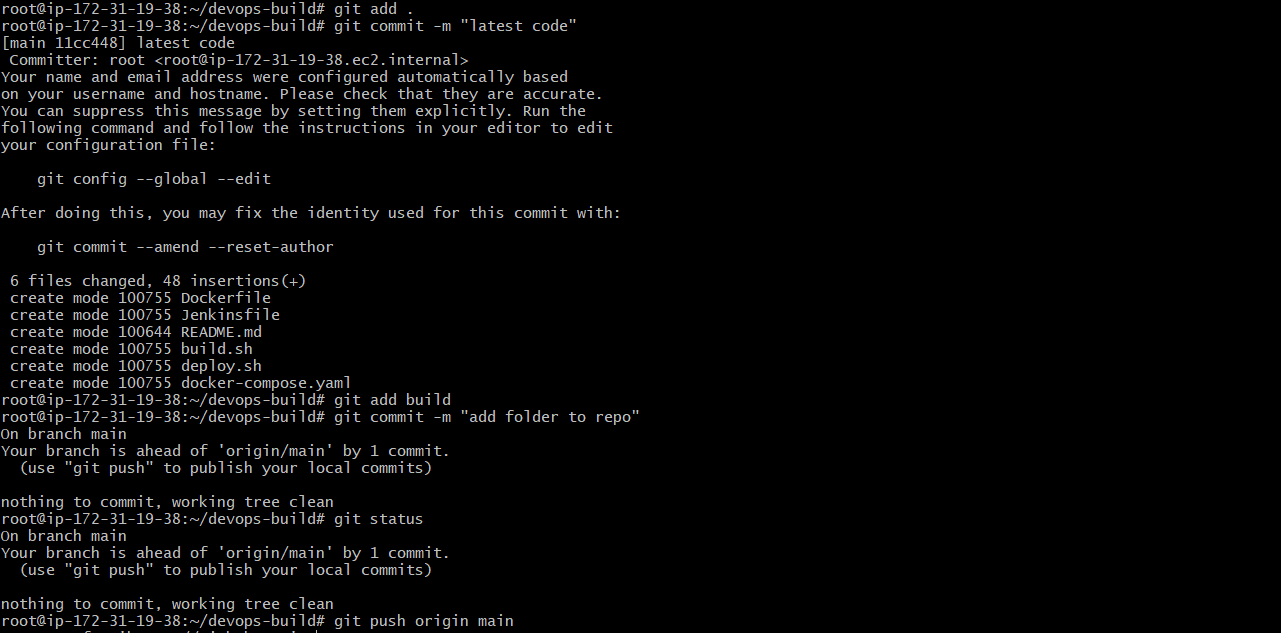 root@ip-172-31-19-38:~/devops-build# git add .
root@ip-172-31-19-38:~/devops-build# git commit -m "latest code"
[main 11cc448] latest code
 Committer: root <root@ip-172-31-19-38.ec2.internal>
Your name and email address were configured automatically based
on your username and hostname. Please check that they are accurate.
You can suppress this message by setting them explicitly. Run the
following command and follow the instructions in your editor to edit
your configuration file:

    git config --global --edit

After doing this, you may fix the identity used for this commit with:

    git commit --amend --reset-author

 6 files changed, 48 insertions(+)
 create mode 100755 Dockerfile
 create mode 100755 Jenkinsfile
 create mode 100644 README.md
 create mode 100755 build.sh
 create mode 100755 deploy.sh
 create mode 100755 docker-compose.yaml
root@ip-172-31-19-38:~/devops-build# git add build
root@ip-172-31-19-38:~/devops-build# git commit -m "add folder to repo"
On branch main
Your branch is ahead of 'origin/main' by 1 commit.
  (use "git push" to publish your local commits)

nothing to commit, working tree clean
root@ip-172-31-19-38:~/devops-build# git status
On branch main
Your branch is ahead of 'origin/main' by 1 commit.
  (use "git push" to publish your local commits)

nothing to commit, working tree clean
root@ip-172-31-19-38:~/devops-build# git push origin main